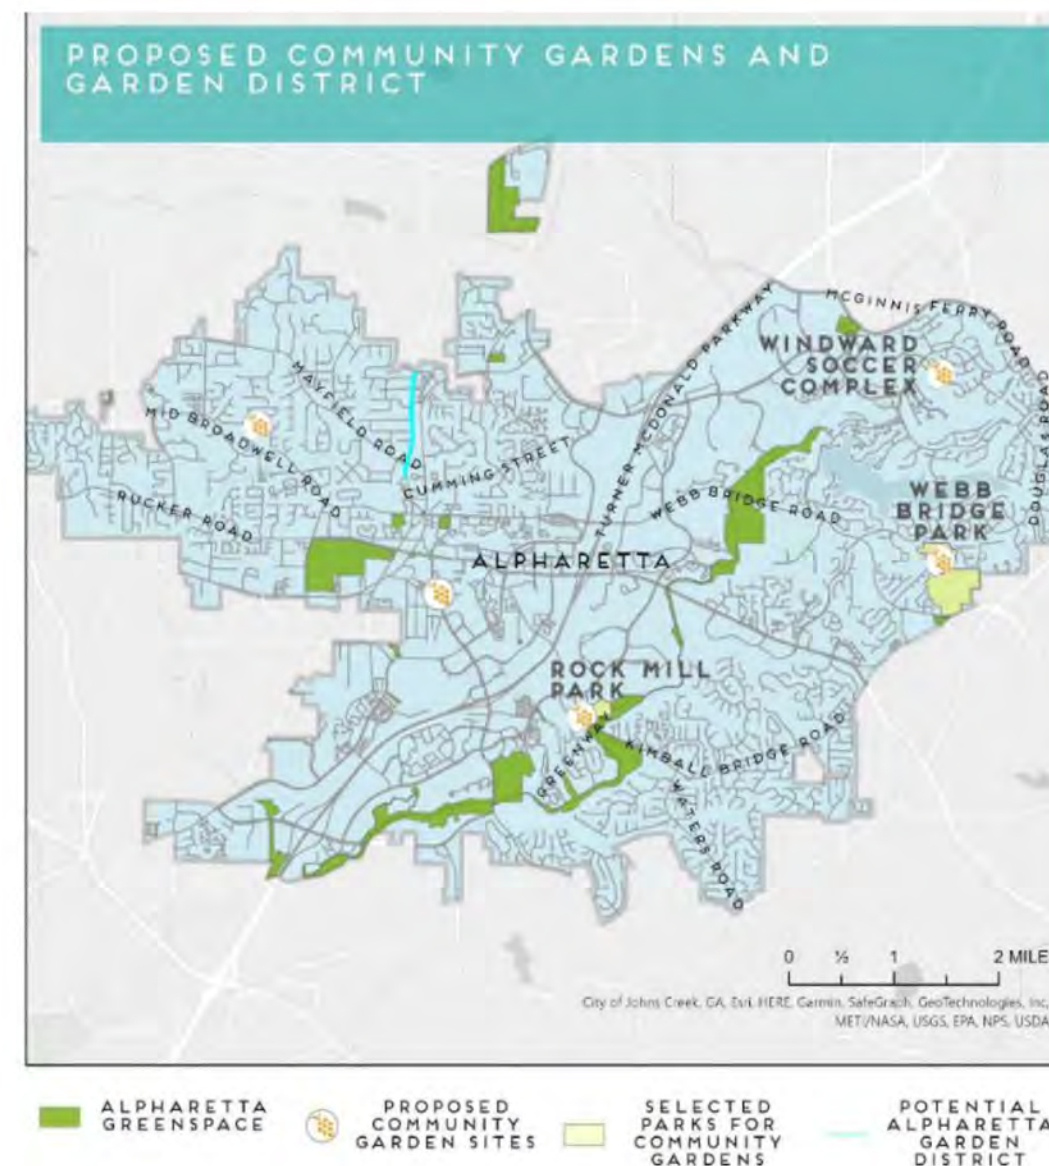 PROPOSED COMMUNITY GARDENS AND
GARDEN DISTRICT
MCGINNIS FERRY ROAD
TURNER MCDONALD PARKWAY
WINDWARD
SOCCER
COMPLEX
MAYFIELD ROAD
MID BROADWELL ROAD
CUMMING STREET
DOUGLAS ROAD
RUCKER ROAD
WEBB BRIDGE ROAD
WEBB
BRIDGE
PARK
ALPHARETTA
ROCK MILL
PARK
GREENWAY
KIMBALL BRIDGE ROAD
WATERS ROAD
0 ½ 1 2 MILE
City of Johns Creek, GA, Esri, HERE, Garmin, SafeGraph, GeoTechnologies, Inc,
METI/NASA, USGS, EPA, NPS, USDA
ALPHARETTA
GREENSPACE
PROPOSED
COMMUNITY
GARDEN SITES
SELECTED
PARKS FOR
COMMUNITY
GARDENS
POTENTIAL
ALPHARETTA
GARDEN
DISTRICT